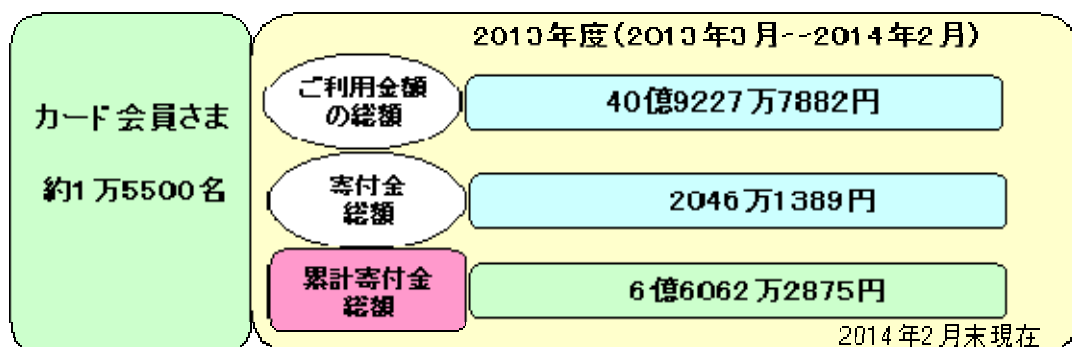 カード会員さま
約1万5500名
2013年度(2013年3月--2014年2月)
ご利用金額
の総額
40億9227万7882円
寄付金
総額
2046万1389円
累計寄付金
総額
6億6062万2875円
2014年2月末現在